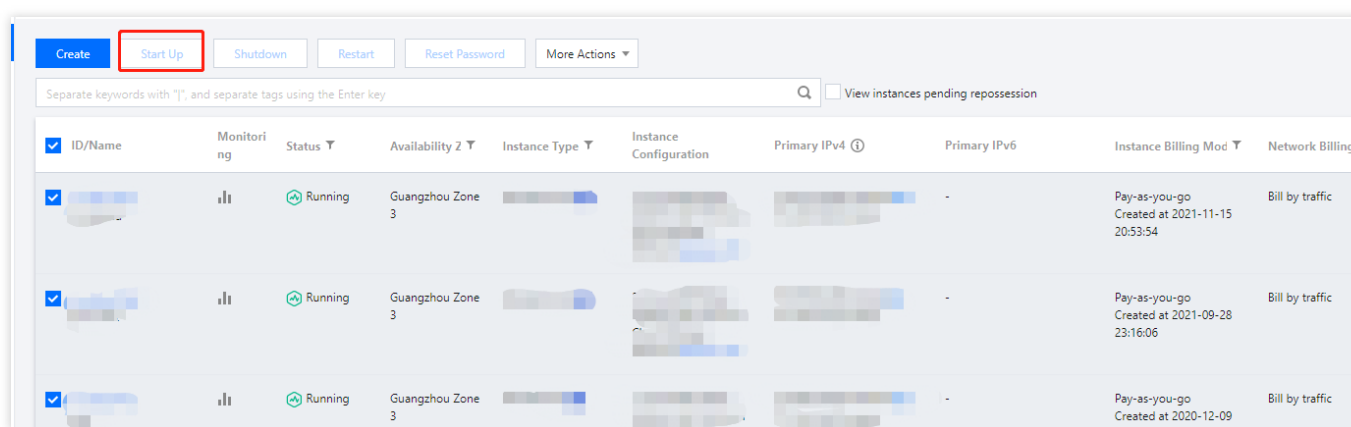 Create Start Up Shutdown Restart Reset Password More Actions
Separate keywords with "|", and separate tags using the Enter key View instances pending repossession
ID/Name Monitori Status Availability Z Instance Type Instance Primary IPv4 Primary IPv6 Instance Billing Mod Network Billing
ng Configuration
Running Guangzhou Zone - Pay-as-you-go Bill by traffic
3 Created at 2021-11-15
20:53:54
Running Guangzhou Zone - Pay-as-you-go Bill by traffic
3 Created at 2021-09-28
23:16:06
Running Guangzhou Zone - Pay-as-you-go Bill by traffic
3 Created at 2020-12-09